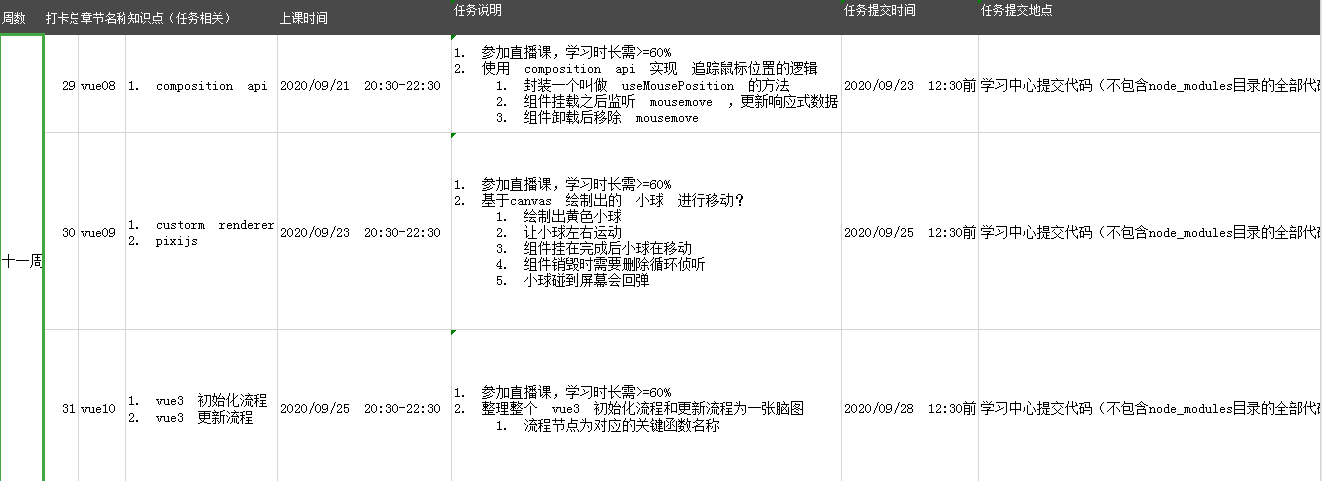 周数 打卡总 章节名称 知识点（任务相关） 上课时间 任务说明 任务提交时间 任务提交地点
十一周
29 vue08
1. composition api
2020/09/21 20:30-22:30
1. 参加直播课，学习时长需>=60%
2. 使用 composition api 实现 追踪鼠标位置的逻辑
1. 封装一个叫做 useMousePosition 的方法
2. 组件挂载之后监听 mousemove ，更新响应式数据
3. 组件卸载后移除 mousemove
2020/09/23 12:30前
学习中心提交代码（不包含node_modules目录的全部代码
30 vue09
1. custorm renderer
2. pixijs
2020/09/23 20:30-22:30
1. 参加直播课，学习时长需>=60%
2. 基于canvas 绘制出的 小球 进行移动？
1. 绘制出黄色小球
2. 让小球左右运动
3. 组件挂在完成后小球在移动
4. 组件销毁时需要删除循环侦听
5. 小球碰到屏幕会回弹
2020/09/25 12:30前
学习中心提交代码（不包含node_modules目录的全部代码
31 vue10
1. vue3 初始化流程
2. vue3 更新流程
2020/09/25 20:30-22:30
1. 参加直播课，学习时长需>=60%
2. 整理整个 vue3 初始化流程和更新流程为一张脑图
1. 流程节点为对应的关键函数名称
2020/09/28 12:30前
学习中心提交代码（不包含node_modules目录的全部代码